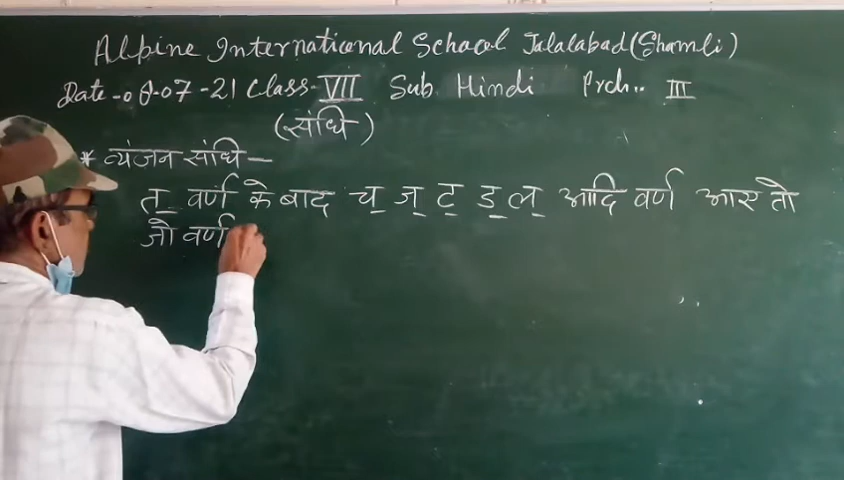 Alpine International School Jalalabad (Shamli)
Date - 08-07-21 Class - VII Sub Hindi Prd.. III
(संधि)
* व्यंजन संधि —
त् वर्ण के बाद च् ज् ट् ड् ल् आदि वर्ण आए तो
जो वर्ण